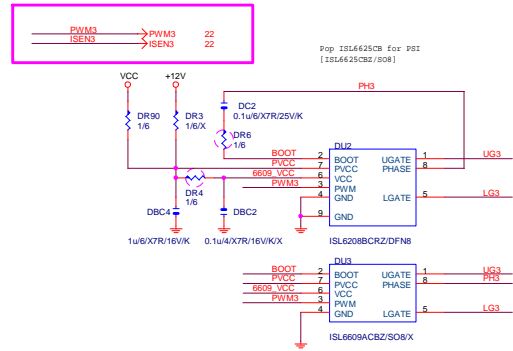 PWM3 PWM3 22
ISEN3 ISEN3 22
Pop ISL6625CB for PSI
[ISL6625CBZ/SO8]
VCC +12V
PH3
DC2
0.1u/6/X7R/25V/K
DR90
1/6
DR3
1/6/X
DR6
1/6
DU2
BOOT 2 BOOT UGATE 1 UG3
PVCC 7 PVCC PHASE 8
6609_VCC 6 VCC
PWM3 3 PWM
4 GND LGATE 5 LG3
9 GND
ISL6208BCRZ/DFN8
DR4
1/6
DBC4
1u/6/X7R/16V/K
DBC2
0.1u/4/X7R/16V/K/X
DU3
BOOT 2 BOOT UGATE 1 UG3
PVCC 7 PVCC PHASE 8 PH3
6609_VCC 6 VCC
PWM3 3 PWM
4 GND LGATE 5 LG3
ISL6609ACBZ/SO8/X